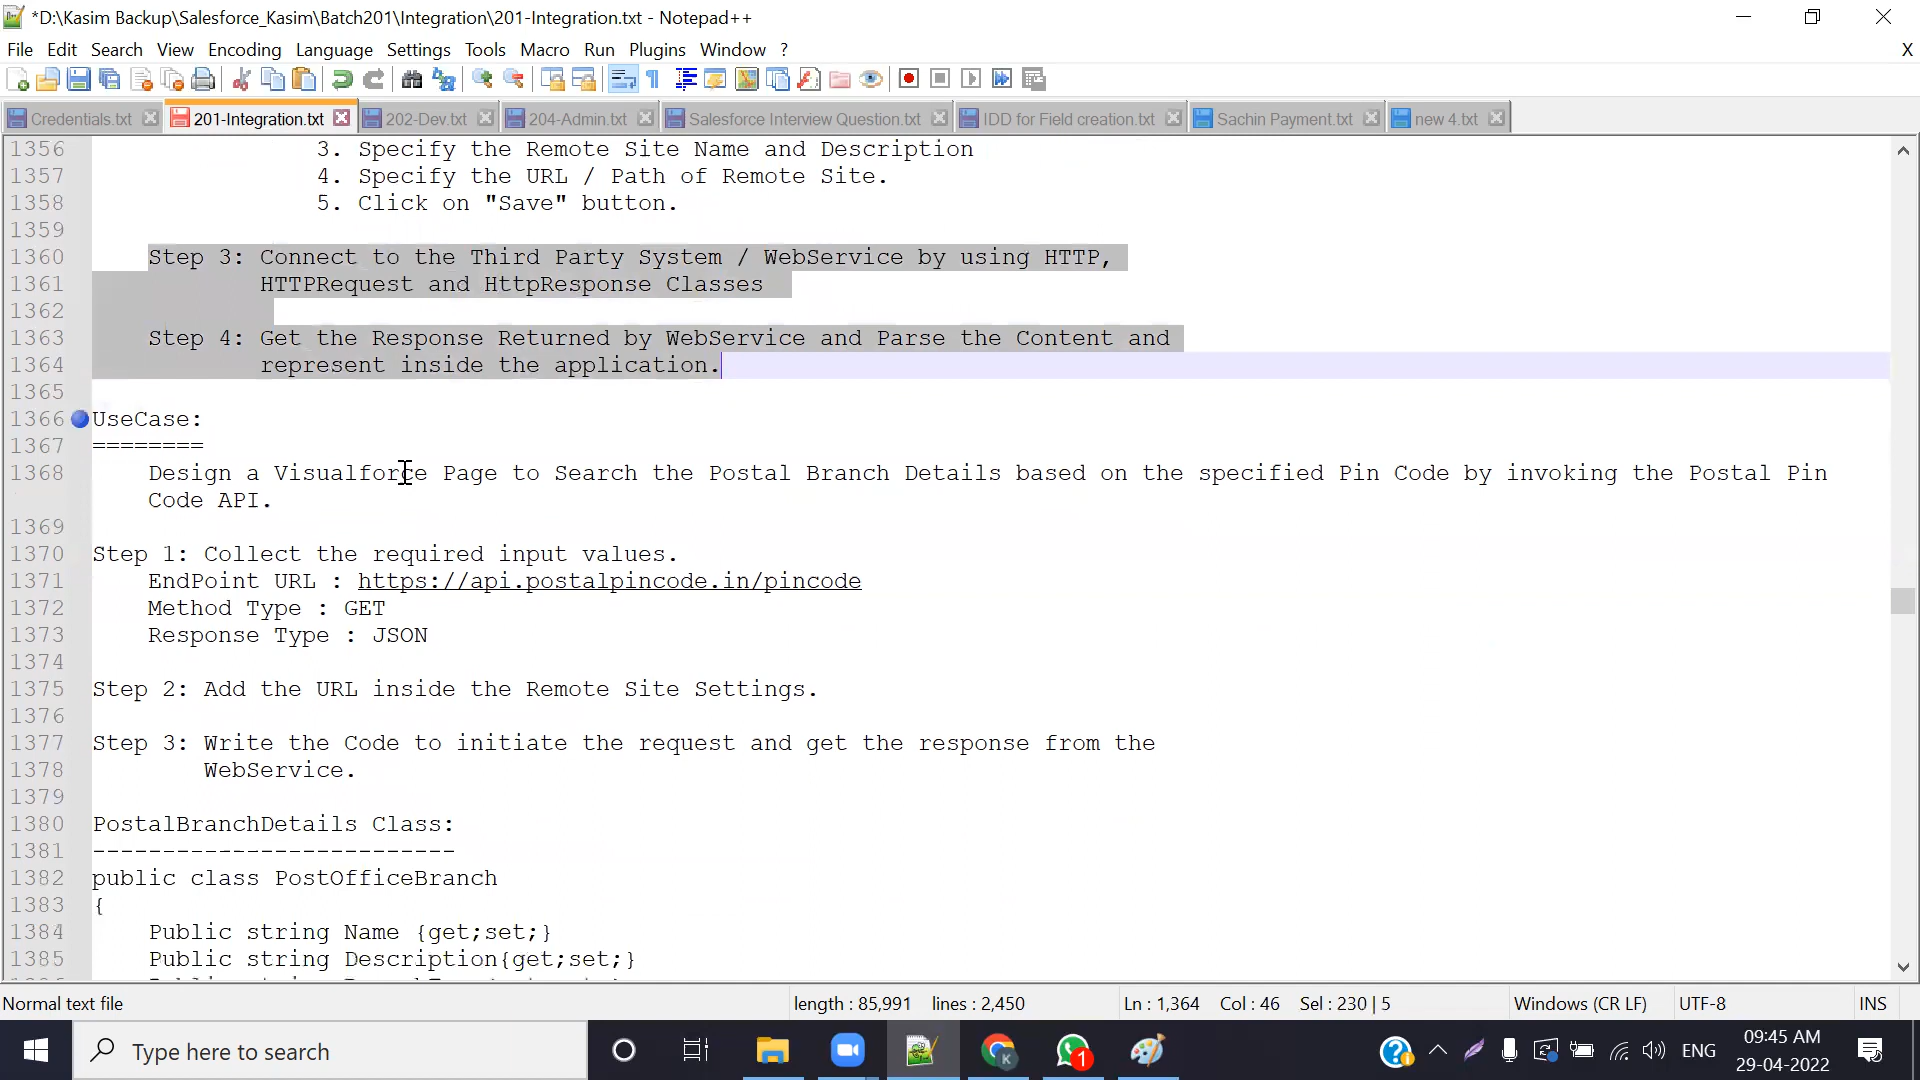 *D:\Kasim Backup\Salesforce_Kasim\Batch201\Integration\201-Integration.txt - Notepad++
File Edit Search View Encoding Language Settings Tools Macro Run Plugins Window ? X
Credentials.txt 201-Integration.txt 202-Dev.txt 204-Admin.txt Salesforce Interview Question.txt IDD for Field creation.txt Sachin Payment.txt new 4.txt
1356 3. Specify the Remote Site Name and Description
1357 4. Specify the URL / Path of Remote Site.
1358 5. Click on "Save" button.
1359
1360 Step 3: Connect to the Third Party System / WebService by using HTTP,
1361 HTTPRequest and HttpResponse Classes
1362
1363 Step 4: Get the Response Returned by WebService and Parse the Content and
1364 represent inside the application.
1365
1366 UseCase:
1367 ========
1368 Design a Visualforce Page to Search the Postal Branch Details based on the specified Pin Code by invoking the Postal Pin
Code API.
1369
1370 Step 1: Collect the required input values.
1371 EndPoint URL : https://api.postalpincode.in/pincode
1372 Method Type : GET
1373 Response Type : JSON
1374
1375 Step 2: Add the URL inside the Remote Site Settings.
1376
1377 Step 3: Write the Code to initiate the request and get the response from the
1378 WebService.
1379
1380 PostalBranchDetails Class:
1381 --------------------------
1382 public class PostOfficeBranch
1383 {
1384 Public string Name {get;set;}
1385 Public string Description{get;set;}
Normal text file length : 85,991 lines : 2,450 Ln : 1,364 Col : 46 Sel : 230 | 5 Windows (CR LF) UTF-8 INS
Type here to search
1
ENG
09:45 AM
29-04-2022